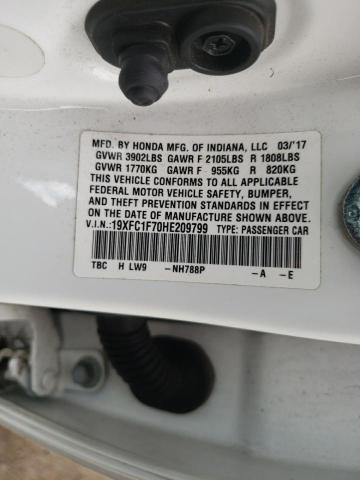 MFD. BY HONDA MFG. OF INDIANA, LLC 03/'17
GVWR 3902LBS GAWR F 2105LBS R 1808LBS
GVWR 1770KG GAWR F 955KG R 820KG
THIS VEHICLE CONFORMS TO ALL APPLICABLE
FEDERAL MOTOR VEHICLE SAFETY, BUMPER,
AND THEFT PREVENTION STANDARDS IN EFFECT
ON THE DATE OF MANUFACTURE SHOWN ABOVE.
V.I.N.: 19XFC1F70HE209799 TYPE: PASSENGER CAR
TBC H LW9 -NH788P -A -E